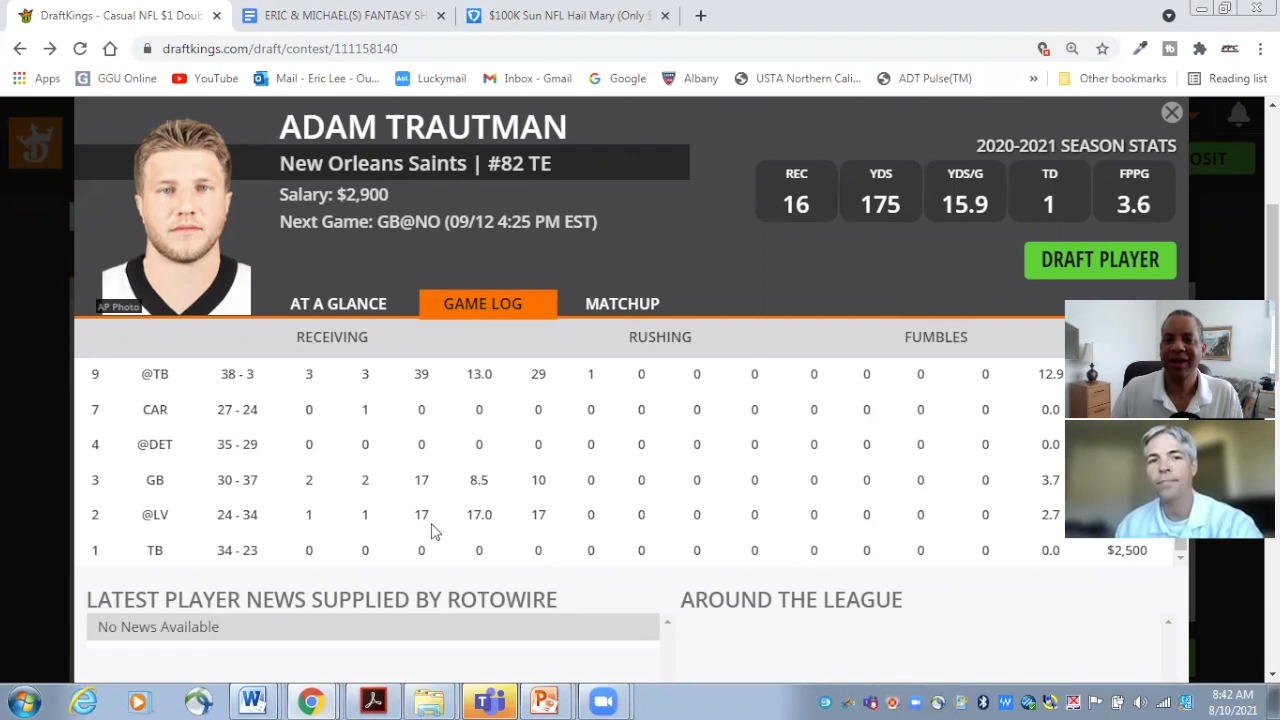 DraftKings - Casual NFL $1 Doub
ERIC & MICHAEL(S) FANTASY SH
$100K Sun NFL Hail Mary (Only $
draftkings.com/draft/contest/111158140
Apps
GGU Online
YouTube
Mail - Eric Lee - Ou...
Aol.
Luckymail
Inbox - Gmail
Google
Albany
USTA Northern Cali...
ADT Pulse(TM)
»
Other bookmarks
Reading list
ADAM TRAUTMAN
New Orleans Saints | #82 TE
Salary: $2,900
Next Game: GB@NO (09/12 4:25 PM EST)
AP Photo
2020-2021 SEASON STATS
REC YDS YDS/G TD FPPG
16 175 15.9 1 3.6
OSIT
DRAFT PLAYER
AT A GLANCE GAME LOG MATCHUP
RECEIVING RUSHING FUMBLES
9 @TB 38 - 3 3 3 39 13.0 29 1 0 0 0 0 0 0 0 12.9
7 CAR 27 - 24 0 1 0 0 0 0 0 0 0 0 0 0 0 0.0
4 @DET 35 - 29 0 0 0 0 0 0 0 0 0 0 0 0 0 0.0
3 GB 30 - 37 2 2 17 8.5 10 0 0 0 0 0 0 0 0 3.7
2 @LV 24 - 34 1 1 17 17.0 17 0 0 0 0 0 0 0 0 2.7
1 TB 34 - 23 0 0 0 0 0 0 0 0 0 0 0 0 0 0.0 $2,500
LATEST PLAYER NEWS SUPPLIED BY ROTOWIRE
AROUND THE LEAGUE
No News Available
8:42 AM
8/10/2021